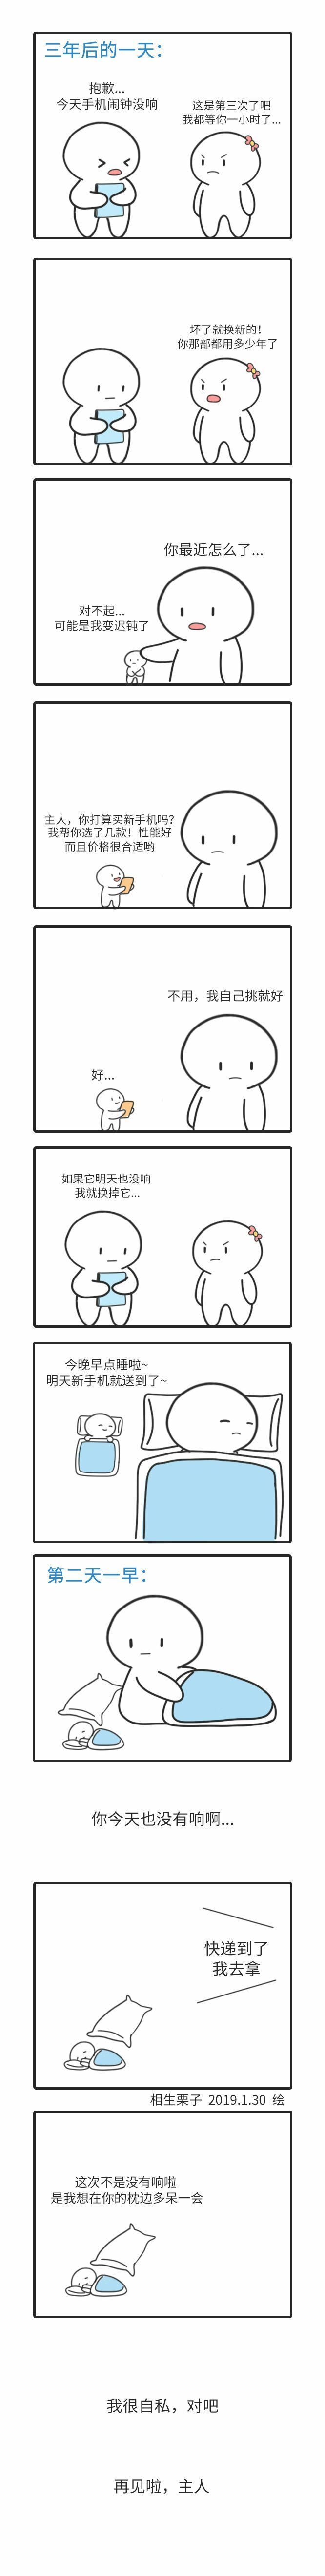 三年后的一天：
抱歉...
今天手机闹钟没响
这是第三次了吧
我都等你一小时了...
坏了就换新的！
你那部都用多少年了
你最近怎么了...
对不起...
可能是我变迟钝了
主人，你打算买新手机吗？
我帮你选了几款！性能好
而且价格很合适哟
不用，我自己挑就好
好...
如果它明天也没响
我就换掉它...
今晚早点睡啦~
明天新手机就送到了~
第二天一早：
你今天也没有响啊...
快递到了
我去拿
相生栗子 2019.1.30 绘
这次不是没有响啦
是我想在你的枕边多呆一会
我很自私，对吧
再见啦，主人